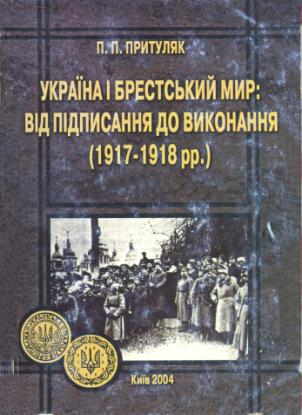 П. П. ПРИТУЛЯК
УКРАЇНА І БРЕСТСЬКИЙ МИР:
ВІД ПІДПИСАННЯ ДО ВИКОНАННЯ
(1917-1918 рр.)
Київ 2004